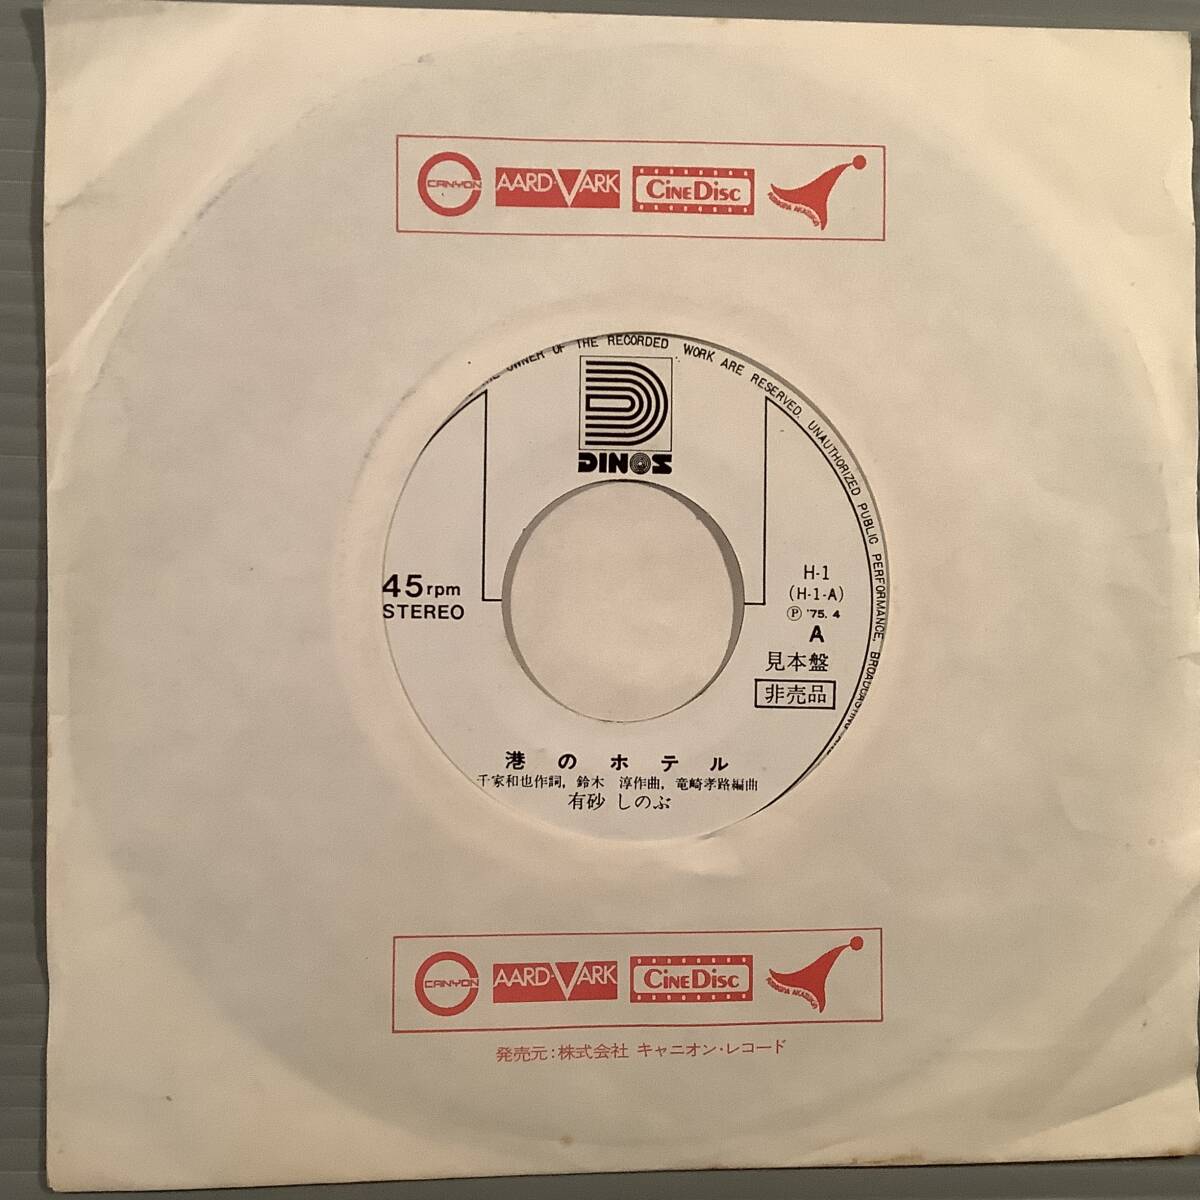 CANYON AARD-VARK CINEDISC
OWNER OF THE RECORDED WORK ARE RESERVED. UNAUTHORIZED PUBLIC PERFORMANCE,
DINOS
45rpm
STEREO
H-1
(H-1-A)
Ⓟ '75. 4
A
見本盤
非売品
港のホテル
千家和也作詞, 鈴木 淳作曲, 竜崎孝路編曲
有砂 しのぶ
CANYON AARD-VARK CINEDISC
発売元:株式会社 キャニオン・レコード